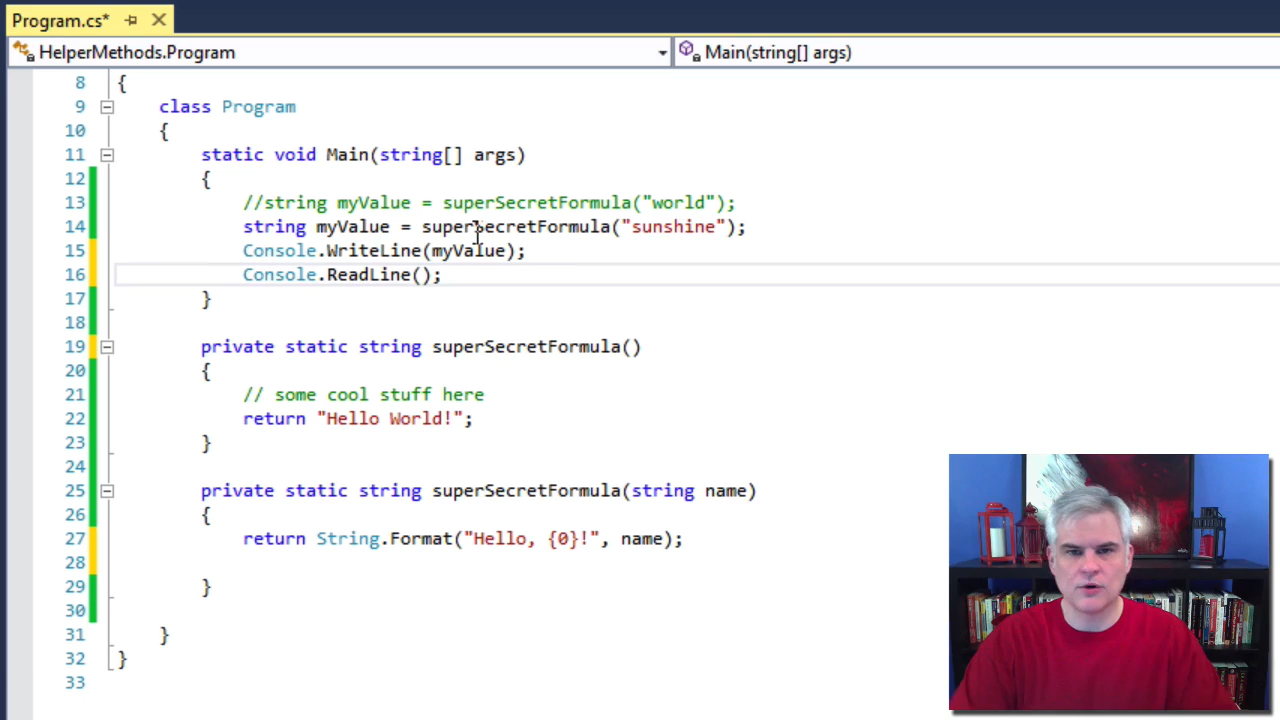 Program.cs*
HelperMethods.Program Main(string[] args)
8 {
9 class Program
10 {
11 static void Main(string[] args)
12 {
13 //string myValue = superSecretFormula("world");
14 string myValue = superSecretFormula("sunshine");
15 Console.WriteLine(myValue);
16 Console.ReadLine();
17 }
18
19 private static string superSecretFormula()
20 {
21 // some cool stuff here
22 return "Hello World!";
23 }
24
25 private static string superSecretFormula(string name)
26 {
27 return String.Format("Hello, {0}!", name);
28
29 }
30
31 }
32 }
33